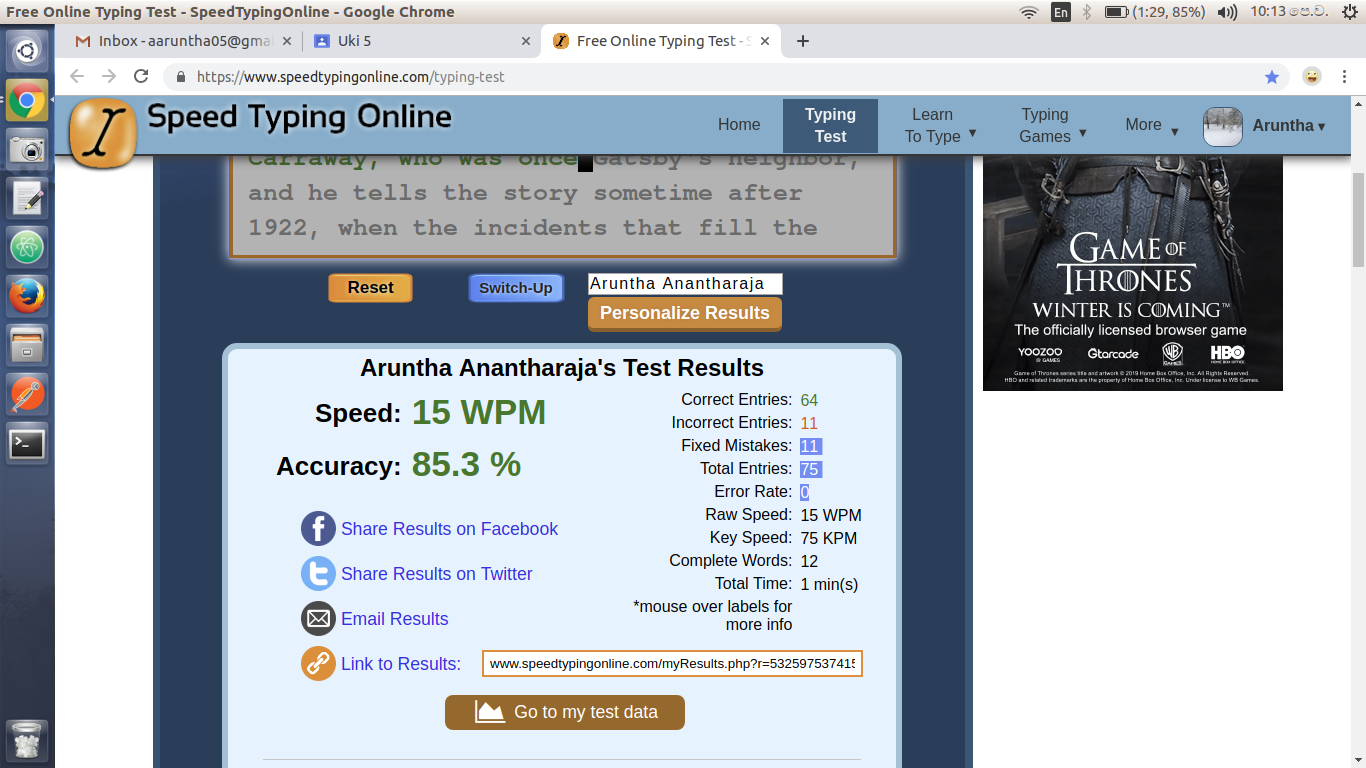 Free Online Typing Test - SpeedTypingOnline - Google Chrome
En (1:29, 85%) 10:13 පෙ.ව.
Inbox - aaruntha05@gmai
Uki 5
Free Online Typing Test - S
https://www.speedtypingonline.com/typing-test
Speed Typing Online
Home
Typing Test
Learn To Type ▼
Typing Games ▼
More ▼
Aruntha ▾
Carraway, who was once Gatsby's neighbor,
and he tells the story sometime after
1922, when the incidents that fill the
Reset
Switch-Up
Aruntha Anantharaja
Personalize Results
Aruntha Anantharaja's Test Results
Speed: 15 WPM
Accuracy: 85.3 %
Correct Entries: 64
Incorrect Entries: 11
Fixed Mistakes: 11
Total Entries: 75
Error Rate: 0
Raw Speed: 15 WPM
Key Speed: 75 KPM
Complete Words: 12
Total Time: 1 min(s)
*mouse over labels for
more info
Share Results on Facebook
Share Results on Twitter
Email Results
Link to Results: www.speedtypingonline.com/myResults.php?r=532597537415
Go to my test data
GAME OF
THRONES
WINTER IS COMING™
The officially licensed browser game
YOOZOO GAMES
Gtarcade
WB GAMES
HBO HOME BOX OFFICE
Game of Thrones series title and artwork © 2019 Home Box Office, Inc. All Rights Reserved.
HBO and related trademarks are the property of Home Box Office, Inc. Under license to WB Games.